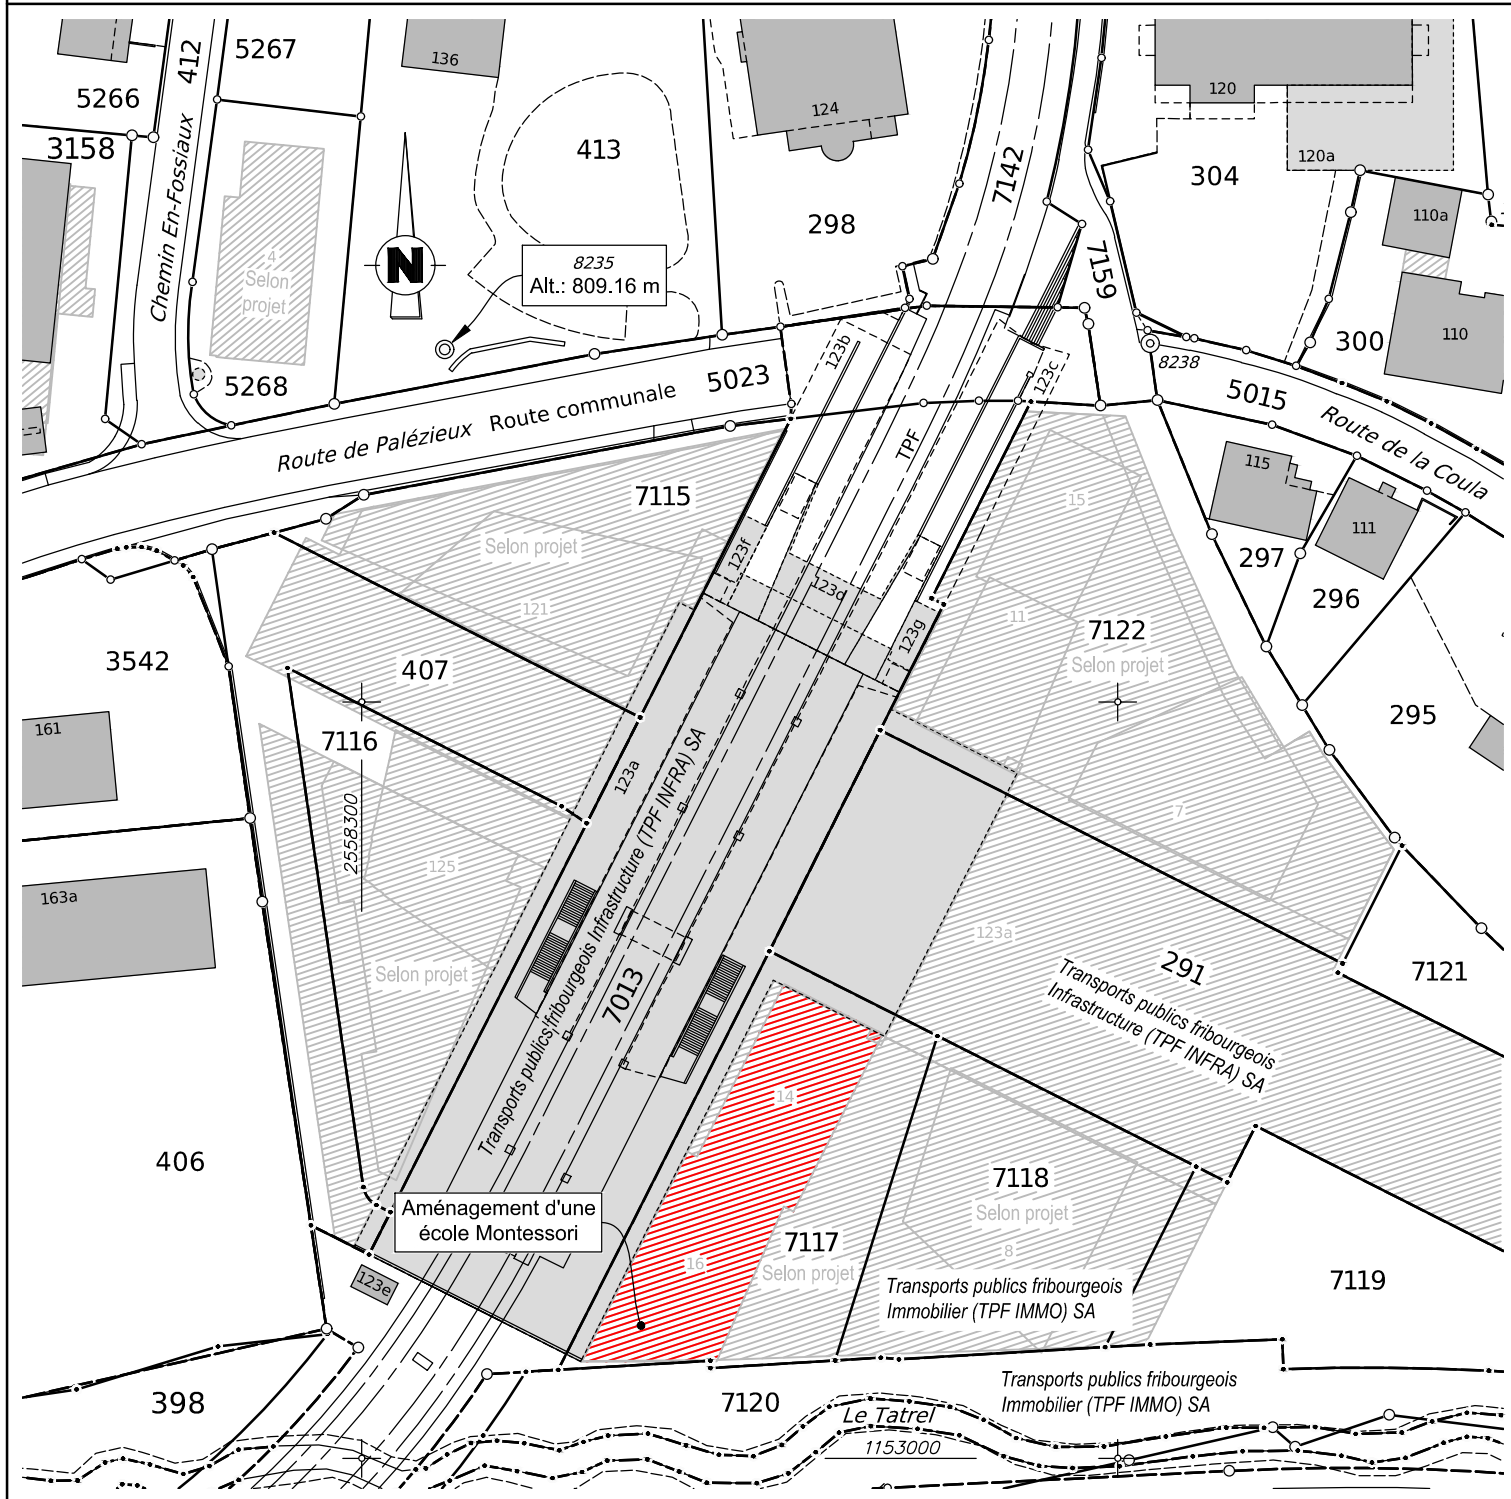 5267
412
136
5266
3158
Chemin En-Fossiaux
413
124
298
7142
120
120a
304
110a
7159
300
110
4
Selon
projet
N
8235
Alt.: 809.16 m
5268
Route de Palézieux
Route communale
5023
123b
123c
8238
5015
Route de la Coula
TPF
115
111
297
296
295
7115
Selon projet
121
123f
123d
123g
15
11
7122
Selon projet
7
3542
407
161
7116
2558300
123a
Transports publics fribourgeois Infrastructure (TPF INFRA) SA
7013
125
Selon projet
163a
123a
291
Transports publics fribourgeois
Infrastructure (TPF INFRA) SA
7121
406
14
Aménagement d'une
école Montessori
16
7117
Selon projet
7118
Selon projet
8
Transports publics fribourgeois
Immobilier (TPF IMMO) SA
7119
123e
398
7120
Le Tatrel
1153000
Transports publics fribourgeois
Immobilier (TPF IMMO) SA